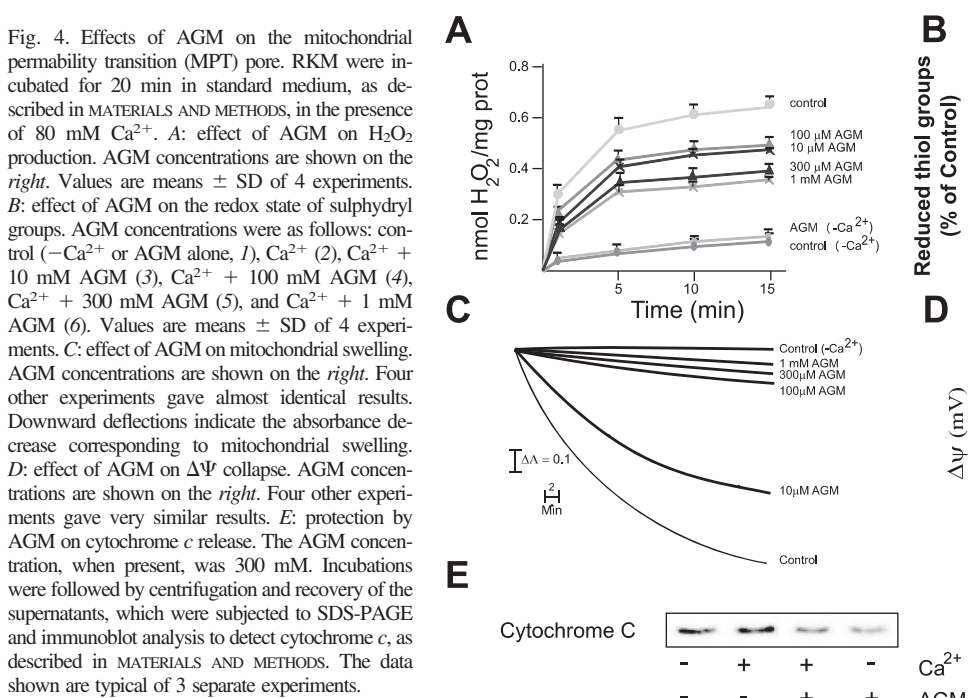 Fig. 4. Effects of AGM on the mitochondrial
permability transition (MPT) pore. RKM were in-
cubated for 20 min in standard medium, as de-
scribed in MATERIALS AND METHODS, in the presence
of 80 mM Ca²⁺. A: effect of AGM on H₂O₂
production. AGM concentrations are shown on the
right. Values are means ± SD of 4 experiments.
B: effect of AGM on the redox state of sulphydryl
groups. AGM concentrations were as follows: con-
trol (−Ca²⁺ or AGM alone, 1), Ca²⁺ (2), Ca²⁺ +
10 mM AGM (3), Ca²⁺ + 100 mM AGM (4),
Ca²⁺ + 300 mM AGM (5), and Ca²⁺ + 1 mM
AGM (6). Values are means ± SD of 4 experi-
ments. C: effect of AGM on mitochondrial swelling.
AGM concentrations are shown on the right. Four
other experiments gave almost identical results.
Downward deflections indicate the absorbance de-
crease corresponding to mitochondrial swelling.
D: effect of AGM on ΔΨ collapse. AGM concen-
trations are shown on the right. Four other experi-
ments gave very similar results. E: protection by
AGM on cytochrome c release. The AGM concen-
tration, when present, was 300 mM. Incubations
were followed by centrifugation and recovery of the
supernatants, which were subjected to SDS-PAGE
and immunoblot analysis to detect cytochrome c, as
described in MATERIALS AND METHODS. The data
shown are typical of 3 separate experiments.
A
nmol H₂O₂/mg prot
0.8
0.6
0.4
0.2
5
10
15
Time (min)
control
100 µM AGM
10 µM AGM
300 µM AGM
1 mM AGM
AGM (-Ca²⁺)
control (-Ca²⁺)
B
Reduced thiol groups
(% of Control)
C
Control (-Ca²⁺)
1 mM AGM
300µM AGM
100µM AGM
10µM AGM
Control
ΔA = 0.1
2
Min
D
Δψ (mV)
E
Cytochrome C
- + + - Ca²⁺
- - + + AGM